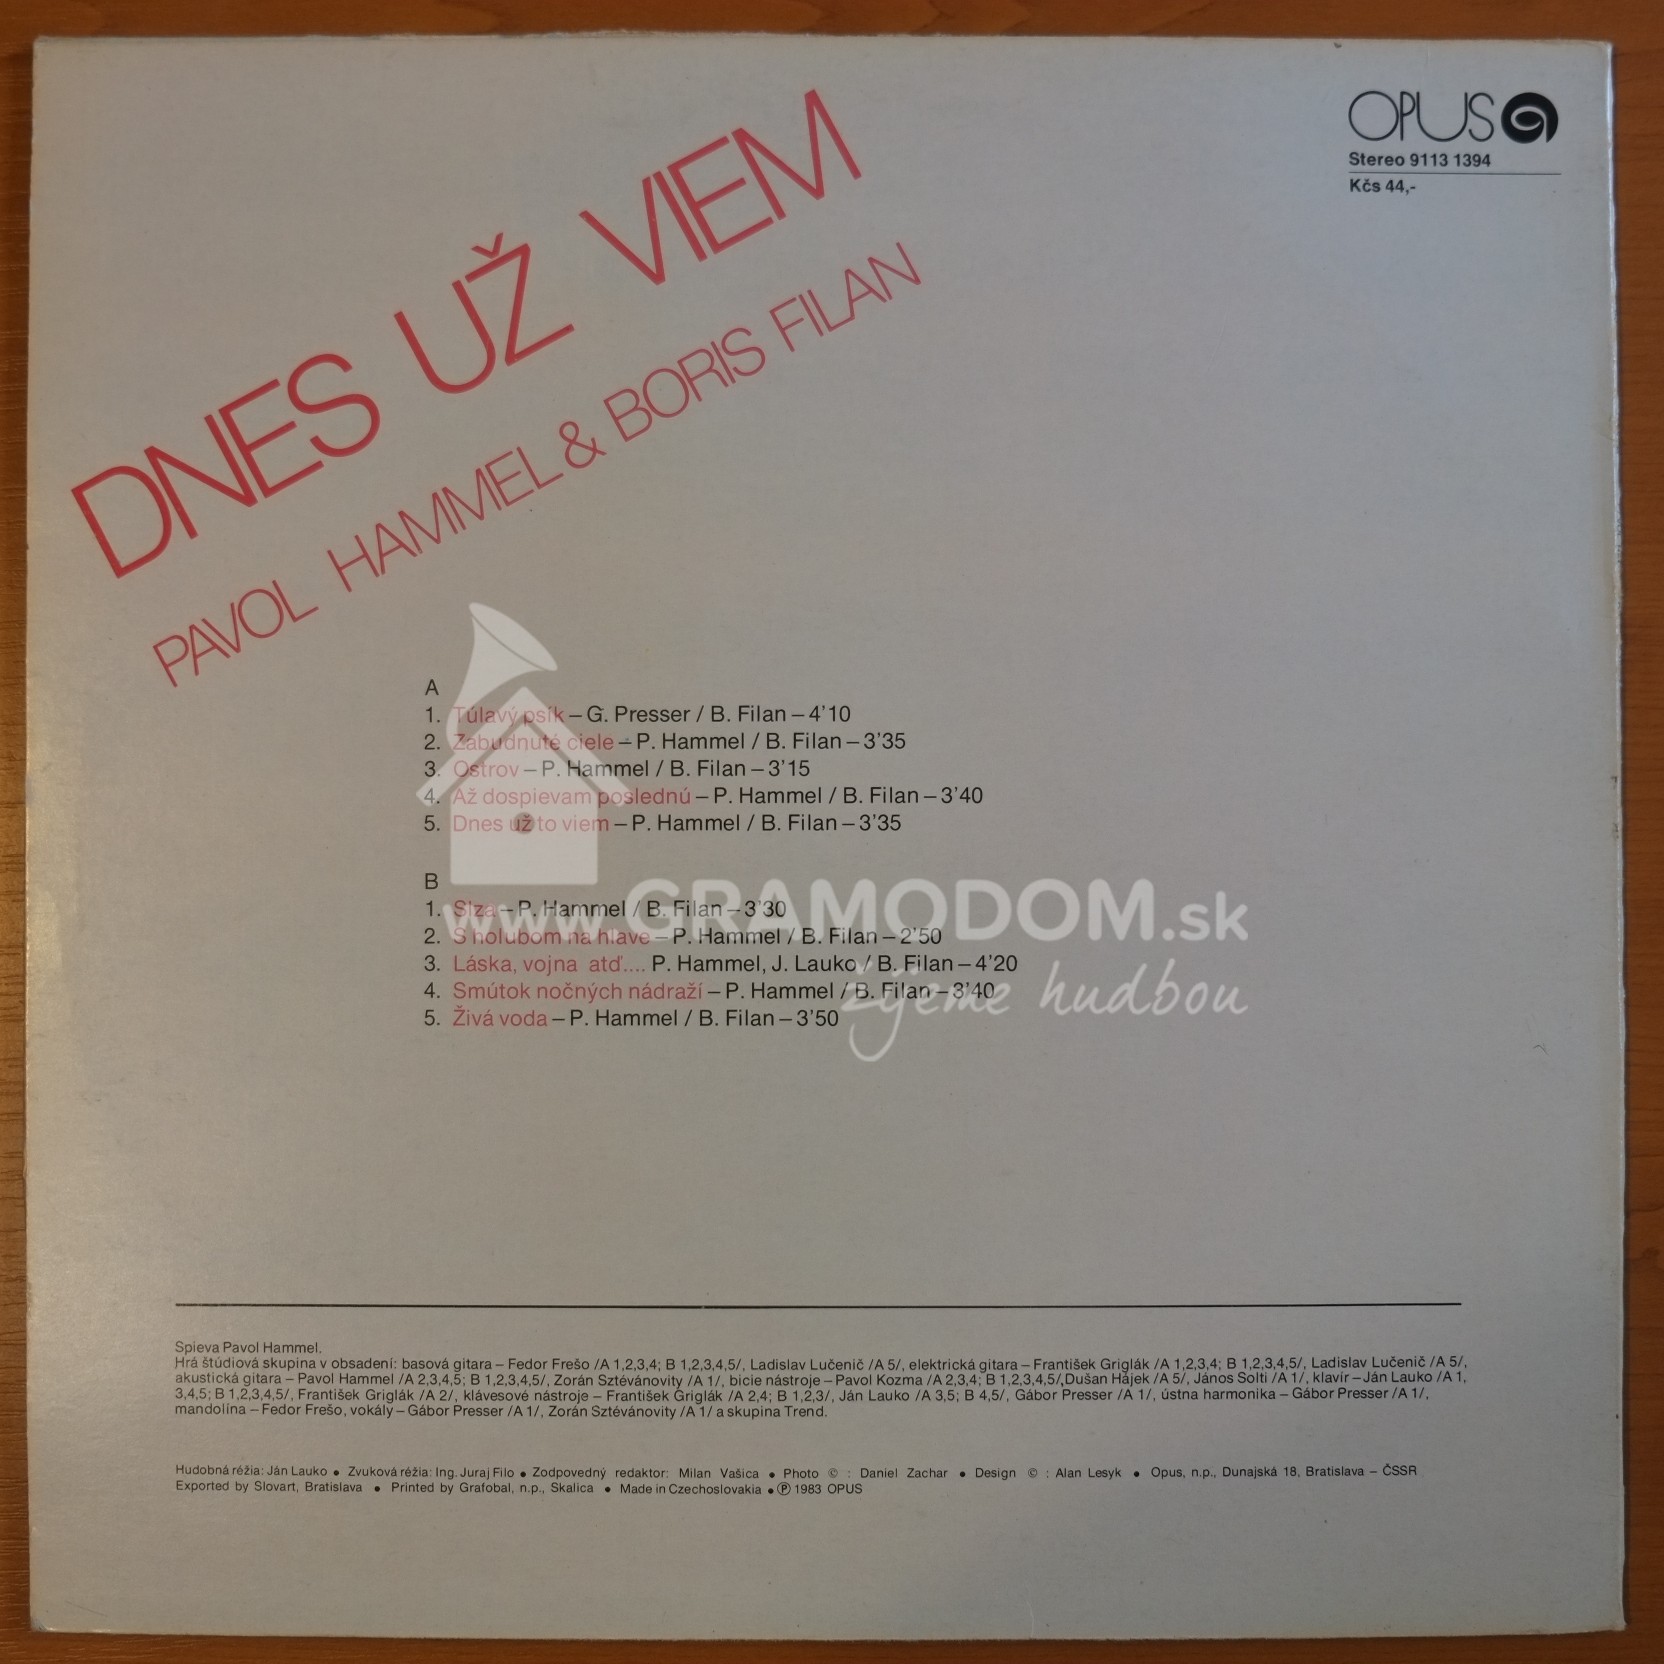 OPUS
Stereo 9113 1394
Kčs 44,-
DNES UŽ VIEM
PAVOL HAMMEL & BORIS FILAN
A
1. Túlavý psík – G. Presser / B. Filan – 4'10
2. Zabudnuté ciele – P. Hammel / B. Filan – 3'35
3. Ostrov – P. Hammel / B. Filan – 3'15
4. Až dospievam poslednú – P. Hammel / B. Filan – 3'40
5. Dnes už to viem – P. Hammel / B. Filan – 3'35
B
1. Slza – P. Hammel / B. Filan – 3'30
2. S holubom na hlave – P. Hammel / B. Filan – 2'50
3. Láska, vojna atď.... P. Hammel, J. Lauko / B. Filan – 4'20
4. Smútok nočných nádraží – P. Hammel / B. Filan – 3'40
5. Živá voda – P. Hammel / B. Filan – 3'50
www.GRAMODOM.sk
žijeme hudbou
Spieva Pavol Hammel.
Hrá štúdiová skupina v obsadení: basová gitara – Fedor Frešo /A 1,2,3,4; B 1,2,3,4,5/, Ladislav Lučenič /A 5/, elektrická gitara – František Griglák /A 1,2,3,4; B 1,2,3,4,5/, Ladislav Lučenič /A 5/,
akustická gitara – Pavol Hammel /A 2,3,4,5; B 1,2,3,4,5/, Zorán Sztévánovity /A 1/, bicie nástroje – Pavol Kozma /A 2,3,4; B 1,2,3,4,5/,Dušan Hájek /A 5/, János Solti /A 1/, klavír – Ján Lauko /A 1,
3,4,5; B 1,2,3,4,5/, František Griglák /A 2/, klávesové nástroje – František Griglák /A 2,4; B 1,2,3/, Ján Lauko /A 3,5; B 4,5/, Gábor Presser /A 1/, ústna harmonika – Gábor Presser /A 1/,
mandolína – Fedor Frešo, vokály – Gábor Presser /A 1/, Zorán Sztévánovity /A 1/ a skupina Trend.
Hudobná réžia: Ján Lauko ● Zvuková réžia: Ing. Juraj Filo ● Zodpovedný redaktor: Milan Vašica ● Photo © : Daniel Zachar ● Design © : Alan Lesyk ● Opus, n.p., Dunajská 18, Bratislava – ČSSR
Exported by Slovart, Bratislava ● Printed by Grafobal, n.p., Skalica ● Made in Czechoslovakia ● ℗ 1983 OPUS